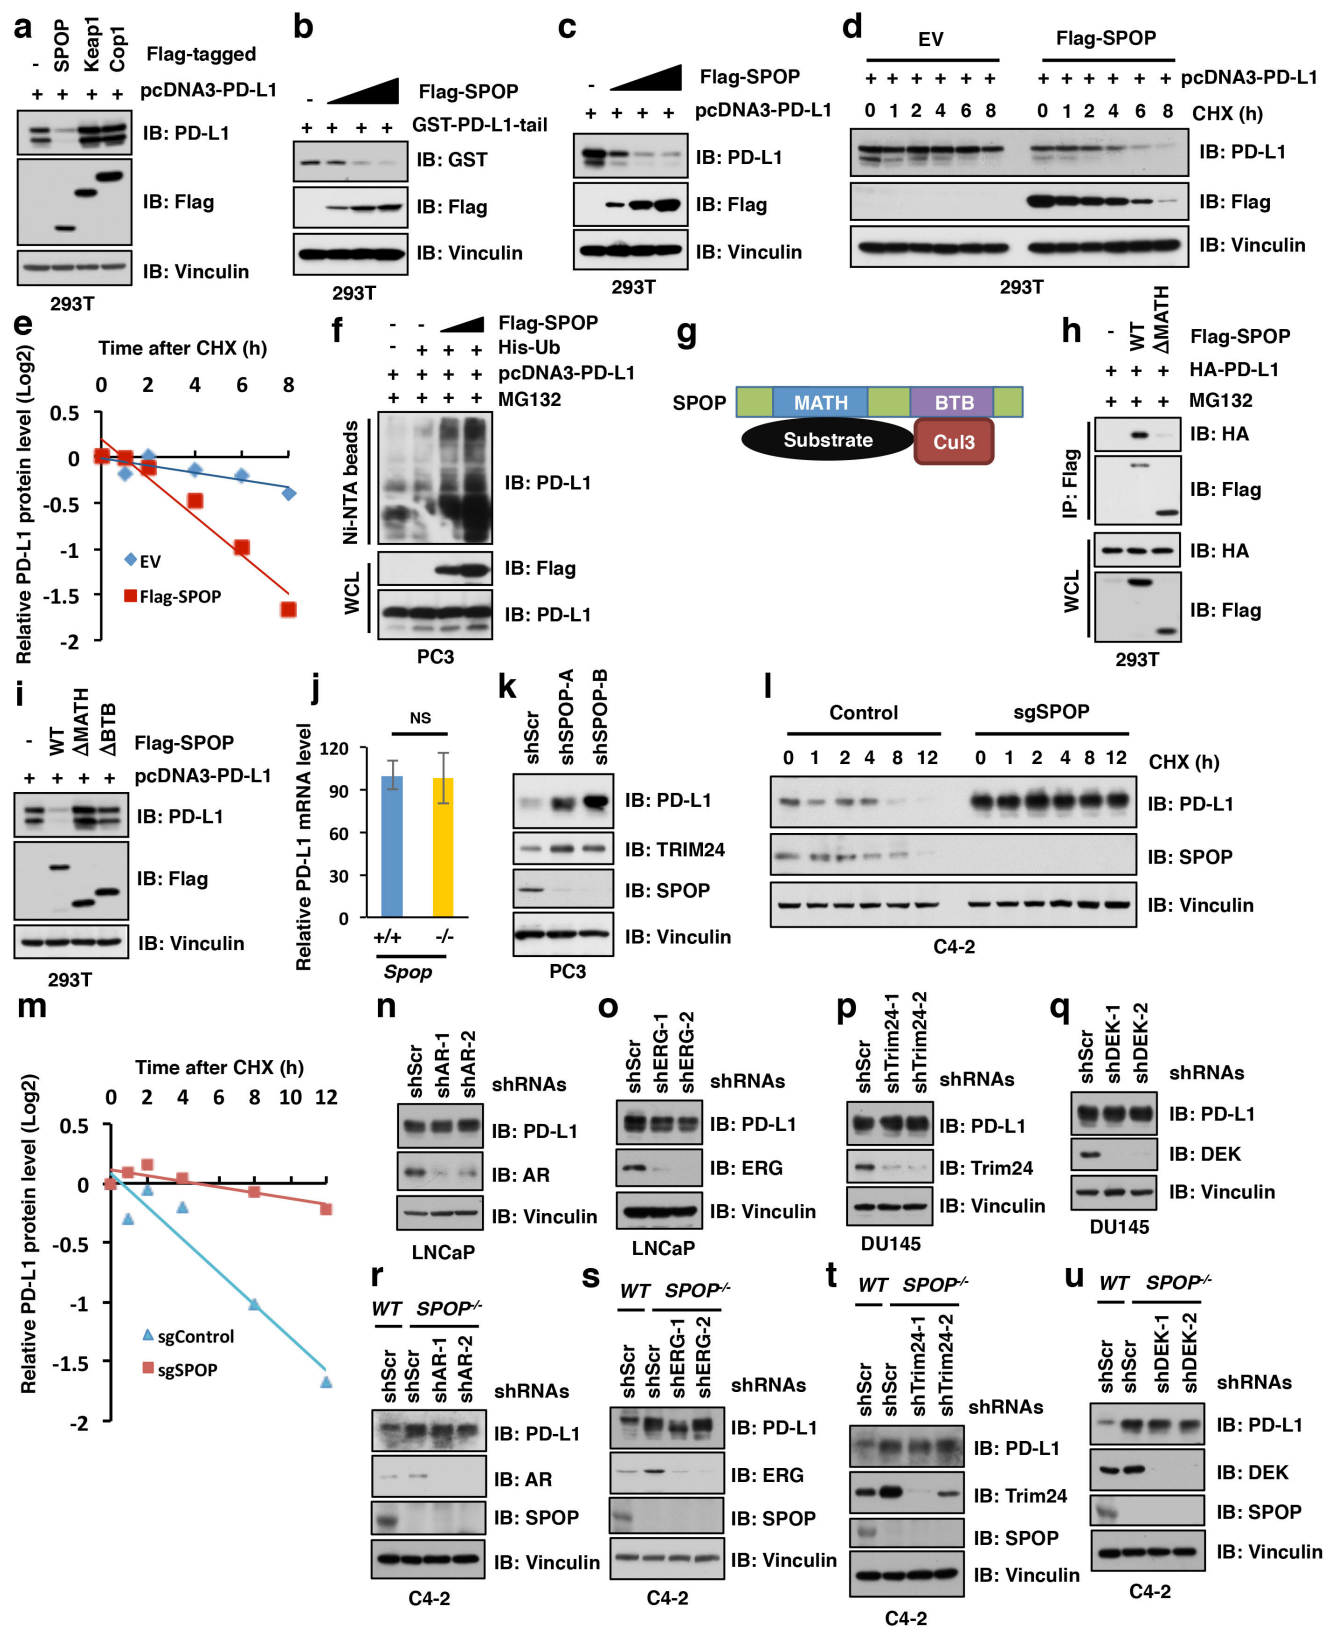 a
- SPOP Keap1 Cop1 Flag-tagged
+ + + + pcDNA3-PD-L1
IB: PD-L1
IB: Flag
IB: Vinculin
293T
b
- Flag-SPOP
+ + + + GST-PD-L1-tail
IB: GST
IB: Flag
IB: Vinculin
293T
c
- Flag-SPOP
+ + + + pcDNA3-PD-L1
IB: PD-L1
IB: Flag
IB: Vinculin
293T
d
EV Flag-SPOP
+ + + + + + + + + + + + pcDNA3-PD-L1
0 1 2 4 6 8 0 1 2 4 6 8 CHX (h)
IB: PD-L1
IB: Flag
IB: Vinculin
293T
e
Time after CHX (h)
0 2 4 6 8
Relative PD-L1 protein level (Log2)
0.5
0
-0.5
-1
-1.5
-2
EV
Flag-SPOP
f
- - Flag-SPOP
- + + + His-Ub
+ + + + pcDNA3-PD-L1
+ + + + MG132
Ni-NTA beads
IB: PD-L1
WCL
IB: Flag
IB: PD-L1
PC3
g
SPOP MATH BTB
Substrate Cul3
h
- WT ΔMATH Flag-SPOP
+ + + HA-PD-L1
+ + + MG132
IP: Flag
IB: HA
IB: Flag
WCL
IB: HA
IB: Flag
293T
i
- WT ΔMATH ΔBTB Flag-SPOP
+ + + + pcDNA3-PD-L1
IB: PD-L1
IB: Flag
IB: Vinculin
293T
j
NS
Relative PD-L1 mRNA level
120
90
60
30
0
+/+ -/-
Spop
k
shScr shSPOP-A shSPOP-B
IB: PD-L1
IB: TRIM24
IB: SPOP
IB: Vinculin
PC3
l
Control sgSPOP
0 1 2 4 8 12 0 1 2 4 8 12 CHX (h)
IB: PD-L1
IB: SPOP
IB: Vinculin
C4-2
m
Time after CHX (h)
0 2 4 6 8 10 12
Relative PD-L1 protein level (Log2)
0.5
0
-0.5
-1
-1.5
-2
sgControl
sgSPOP
n
shScr shAR-1 shAR-2 shRNAs
IB: PD-L1
IB: AR
IB: Vinculin
LNCaP
o
shScr shERG-1 shERG-2 shRNAs
IB: PD-L1
IB: ERG
IB: Vinculin
LNCaP
p
shScr shTrim24-1 shTrim24-2 shRNAs
IB: PD-L1
IB: Trim24
IB: Vinculin
DU145
q
shScr shDEK-1 shDEK-2 shRNAs
IB: PD-L1
IB: DEK
IB: Vinculin
DU145
r
WT SPOP-/-
shScr shScr shAR-1 shAR-2 shRNAs
IB: PD-L1
IB: AR
IB: SPOP
IB: Vinculin
C4-2
s
WT SPOP-/-
shScr shScr shERG-1 shERG-2 shRNAs
IB: PD-L1
IB: ERG
IB: SPOP
IB: Vinculin
C4-2
t
WT SPOP-/-
shScr shScr shTrim24-1 shTrim24-2 shRNAs
IB: PD-L1
IB: Trim24
IB: SPOP
IB: Vinculin
C4-2
u
WT SPOP-/-
shScr shScr shDEK-1 shDEK-2 shRNAs
IB: PD-L1
IB: DEK
IB: SPOP
IB: Vinculin
C4-2